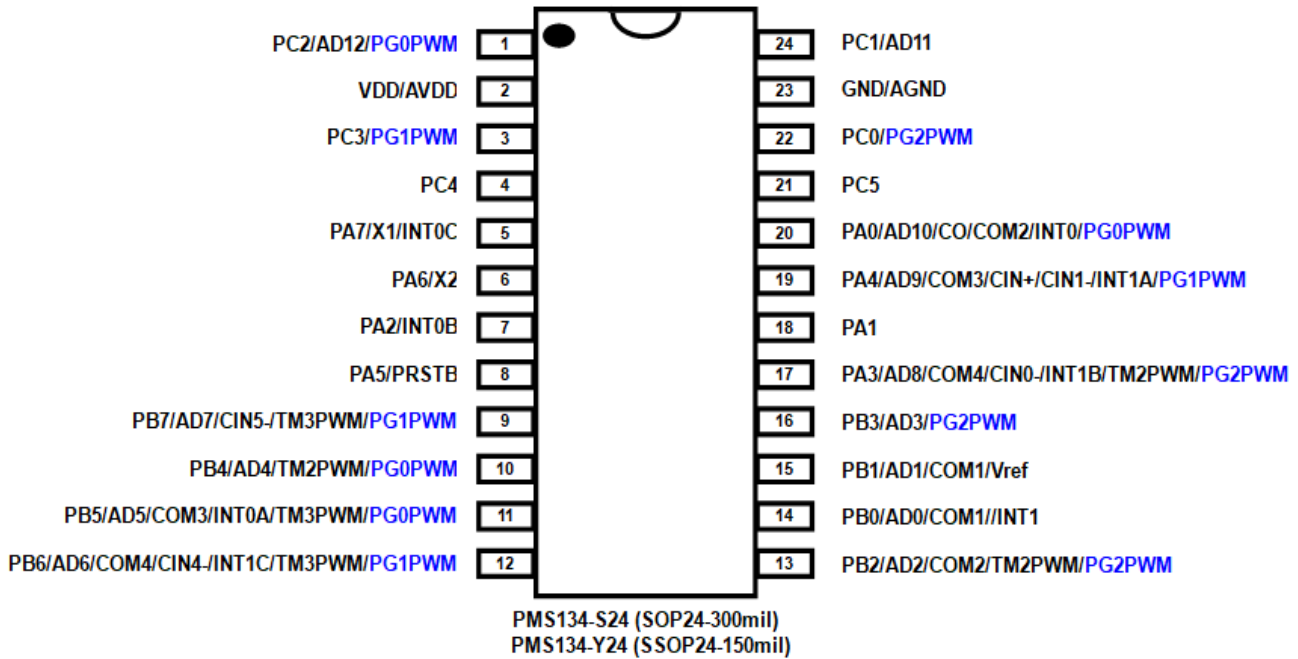 PC2/AD12/PG0PWM 1 24 PC1/AD11
VDD/AVDD 2 23 GND/AGND
PC3/PG1PWM 3 22 PC0/PG2PWM
PC4 4 21 PC5
PA7/X1/INT0C 5 20 PA0/AD10/CO/COM2/INT0/PG0PWM
PA6/X2 6 19 PA4/AD9/COM3/CIN+/CIN1-/INT1A/PG1PWM
PA2/INT0B 7 18 PA1
PA5/PRSTB 8 17 PA3/AD8/COM4/CIN0-/INT1B/TM2PWM/PG2PWM
PB7/AD7/CIN5-/TM3PWM/PG1PWM 9 16 PB3/AD3/PG2PWM
PB4/AD4/TM2PWM/PG0PWM 10 15 PB1/AD1/COM1/Vref
PB5/AD5/COM3/INT0A/TM3PWM/PG0PWM 11 14 PB0/AD0/COM1//INT1
PB6/AD6/COM4/CIN4-/INT1C/TM3PWM/PG1PWM 12 13 PB2/AD2/COM2/TM2PWM/PG2PWM
PMS134-S24 (SOP24-300mil)
PMS134-Y24 (SSOP24-150mil)